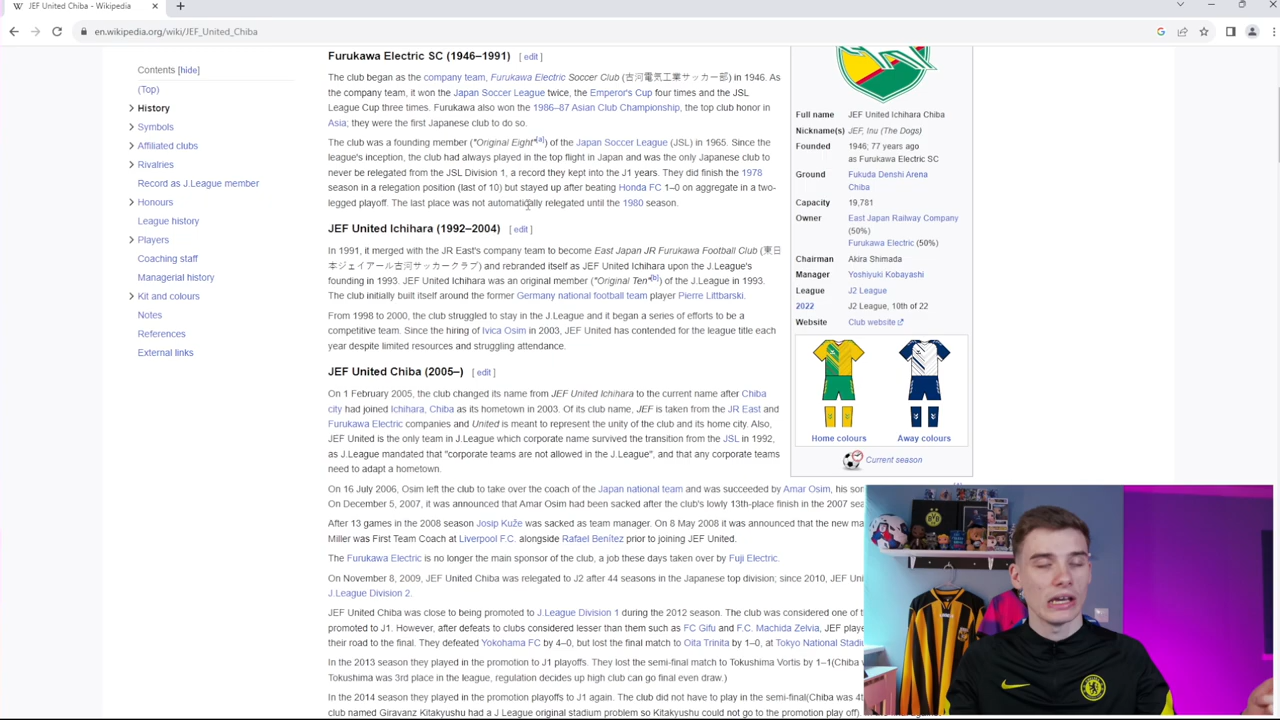 JEF United Chiba - Wikipedia
en.wikipedia.org/wiki/JEF_United_Chiba
Contents [hide]
(Top)
History
Symbols
Affiliated clubs
Rivalries
Record as J.League member
Honours
League history
Players
Coaching staff
Managerial history
Kit and colours
Notes
References
External links
Furukawa Electric SC (1946–1991) [ edit ]
The club began as the company team, Furukawa Electric Soccer Club (古河電気工業サッカー部) in 1946. As
the company team, it won the Japan Soccer League twice, the Emperor's Cup four times and the JSL
League Cup three times. Furukawa also won the 1986–87 Asian Club Championship, the top club honor in
Asia; they were the first Japanese club to do so.
The club was a founding member ("Original Eight"[a]) of the Japan Soccer League (JSL) in 1965. Since the
league's inception, the club had always played in the top flight in Japan and was the only Japanese club to
never be relegated from the JSL Division 1, a record they kept into the J1 years. They did finish the 1978
season in a relegation position (last of 10) but stayed up after beating Honda FC 1–0 on aggregate in a two-
legged playoff. The last place was not automatically relegated until the 1980 season.
JEF United Ichihara (1992–2004) [ edit ]
In 1991, it merged with the JR East's company team to become East Japan JR Furukawa Football Club (東日
本ジェイアール古河サッカークラブ) and rebranded itself as JEF United Ichihara upon the J.League's
founding in 1993. JEF United Ichihara was an original member ("Original Ten"[b]) of the J.League in 1993.
The club initially built itself around the former Germany national football team player Pierre Littbarski.
From 1998 to 2000, the club struggled to stay in the J.League and it began a series of efforts to be a
competitive team. Since the hiring of Ivica Osim in 2003, JEF United has contended for the league title each
year despite limited resources and struggling attendance.
JEF United Chiba (2005–) [ edit ]
On 1 February 2005, the club changed its name from JEF United Ichihara to the current name after Chiba
city had joined Ichihara, Chiba as its hometown in 2003. Of its club name, JEF is taken from the JR East and
Furukawa Electric companies and United is meant to represent the unity of the club and its home city. Also,
JEF United is the only team in J.League which corporate name survived the transition from the JSL in 1992,
as J.League mandated that "corporate teams are not allowed in the J.League", and that any corporate teams
need to adapt a hometown.
On 16 July 2006, Osim left the club to take over the coach of the Japan national team and was succeeded by Amar Osim, his son
On December 5, 2007, it was announced that Amar Osim had been sacked after the club's lowly 13th-place finish in the 2007 sea
After 13 games in the 2008 season Josip Kuže was sacked as team manager. On 8 May 2008 it was announced that the new ma
Miller was First Team Coach at Liverpool F.C. alongside Rafael Benítez prior to joining JEF United.
The Furukawa Electric is no longer the main sponsor of the club, a job these days taken over by Fuji Electric.
On November 8, 2009, JEF United Chiba was relegated to J2 after 44 seasons in the Japanese top division; since 2010, JEF Uni
J.League Division 2.
JEF United Chiba was close to being promoted to J.League Division 1 during the 2012 season. The club was considered one of t
promoted to J1. However, after defeats to clubs considered lesser than them such as FC Gifu and F.C. Machida Zelvia, JEF playe
their road to the final. They defeated Yokohama FC by 4–0, but lost the final match to Oita Trinita by 1–0, at Tokyo National Stadiu
In the 2013 season they played in the promotion to J1 playoffs. They lost the semi-final match to Tokushima Vortis by 1–1(Chiba w
Tokushima was 3rd place in the league, regulation decides up high club can go final even draw.)
In the 2014 season they played in the promotion playoffs to J1 again. The club did not have to play in the semi-final(Chiba was 4t
club named Giravanz Kitakyushu had a J League original stadium problem so Kitakyushu could not go to the promotion play off).
Full name JEF United Ichihara Chiba
Nickname(s) JEF, Inu (The Dogs)
Founded 1946; 77 years ago
as Furukawa Electric SC
Ground Fukuda Denshi Arena
Chiba
Capacity 19,781
Owner East Japan Railway Company
(50%)
Furukawa Electric (50%)
Chairman Akira Shimada
Manager Yoshiyuki Kobayashi
League J2 League
2022 J2 League, 10th of 22
Website Club website
Home colours
Away colours
Current season